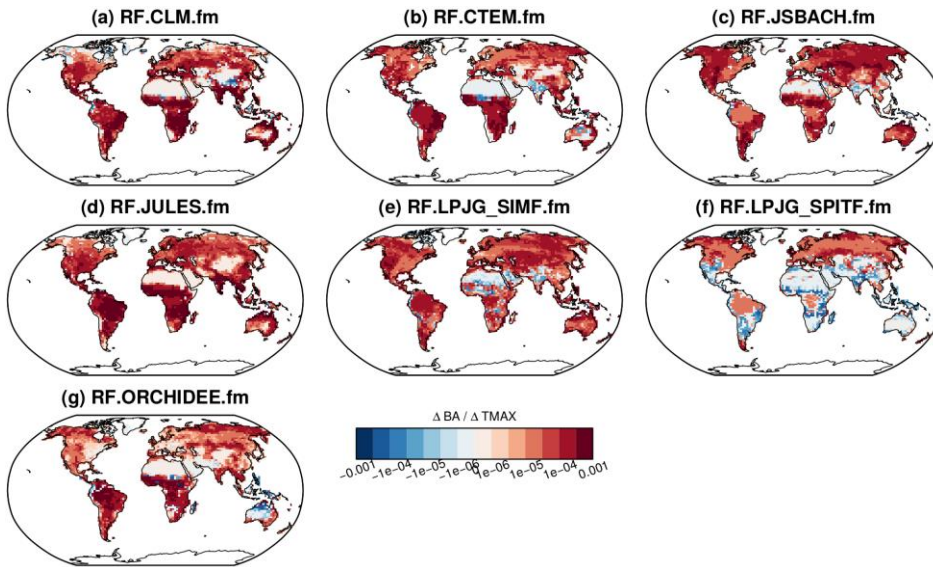 (a) RF.CLM.fm
(b) RF.CTEM.fm
(c) RF.JSBACH.fm
(d) RF.JULES.fm
(e) RF.LPJG_SIMF.fm
(f) RF.LPJG_SPITF.fm
(g) RF.ORCHIDEE.fm
Δ BA / Δ TMAX
−0.001 −1e−04 −1e−05 −1e−06 1e−06 1e−05 1e−04 0.001